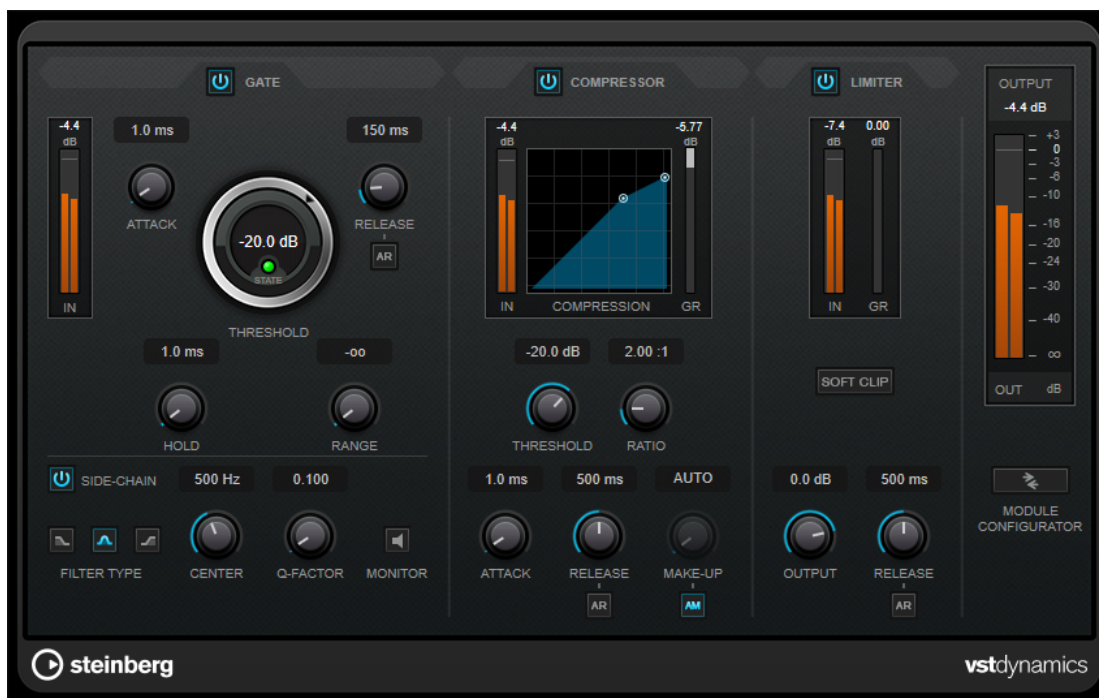 GATE
-4.4
dB
1.0 ms
150 ms
ATTACK
RELEASE
AR
-20.0 dB
STATE
IN
THRESHOLD
1.0 ms
-oo
HOLD
RANGE
SIDE-CHAIN
500 Hz
0.100
FILTER TYPE
CENTER
Q-FACTOR
MONITOR
COMPRESSOR
-4.4
dB
-5.77
dB
IN
COMPRESSION
GR
-20.0 dB
2.00 :1
THRESHOLD
RATIO
1.0 ms
500 ms
AUTO
ATTACK
RELEASE
MAKE-UP
AR
AM
LIMITER
-7.4
0.00
dB
dB
IN
GR
SOFT CLIP
0.0 dB
500 ms
OUTPUT
RELEASE
AR
OUTPUT
-4.4 dB
+3
0
-3
-6
-10
-16
-20
-24
-30
-40
∞
OUT
dB
MODULE
CONFIGURATOR
steinberg
vstdynamics